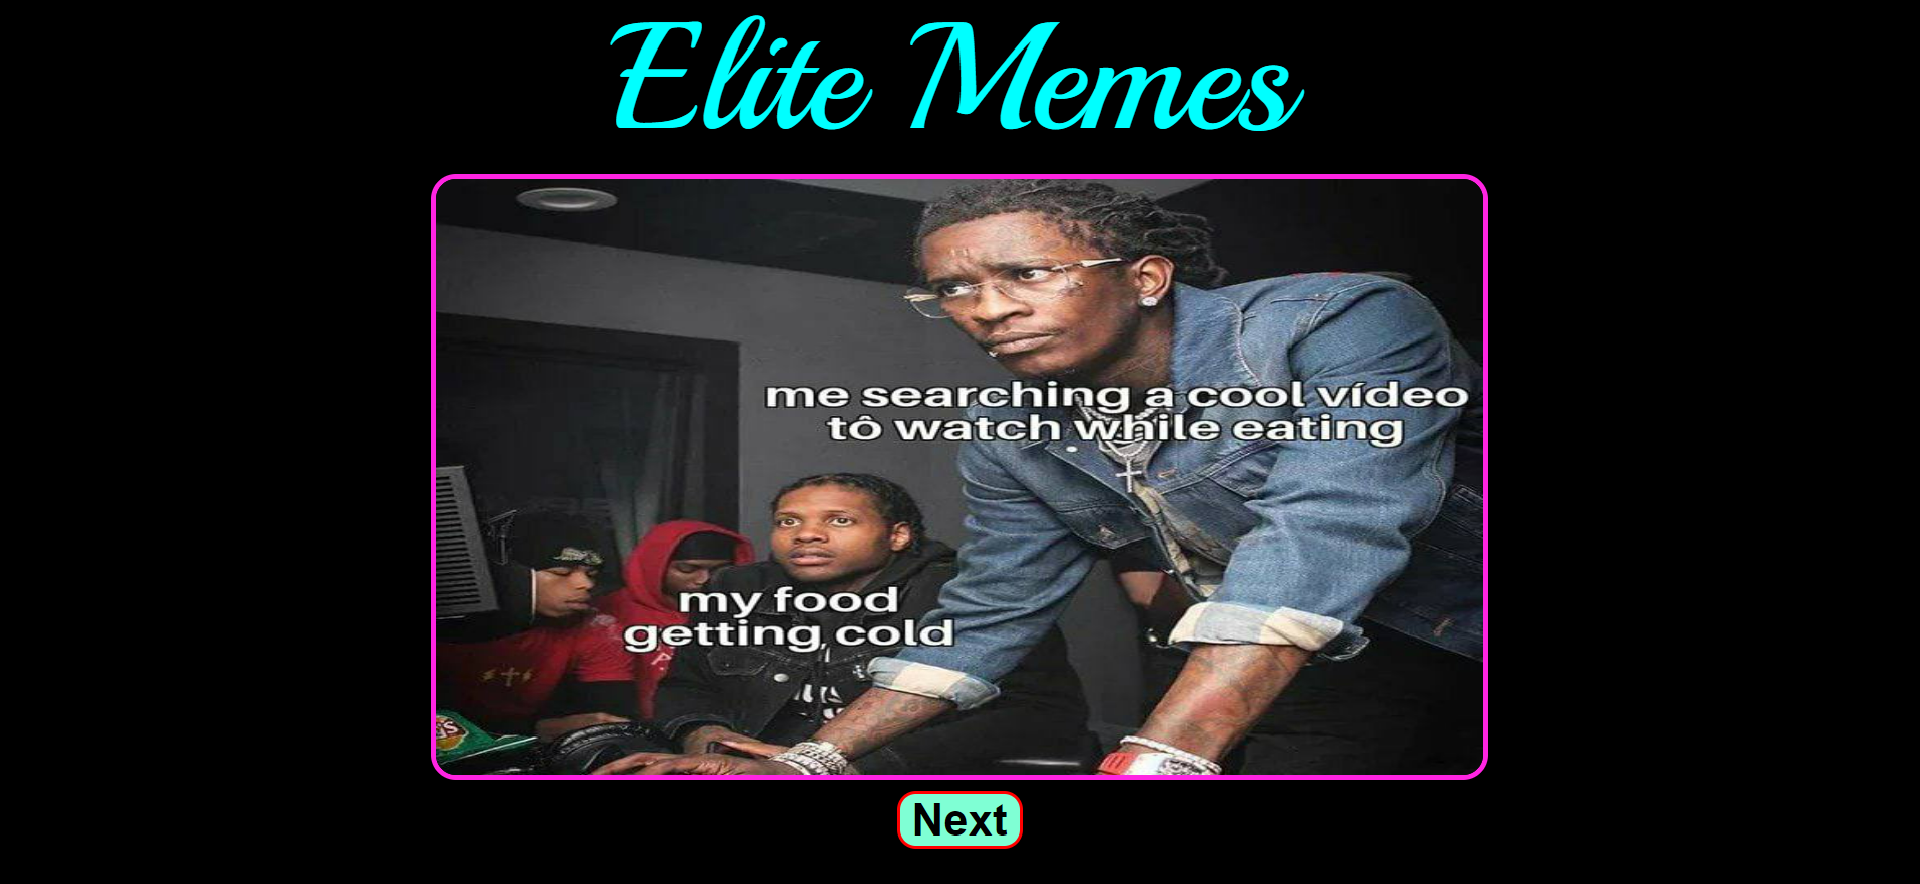 Elite Memes
me searching a cool vídeo
tô watch while eating
my food
getting cold
Next